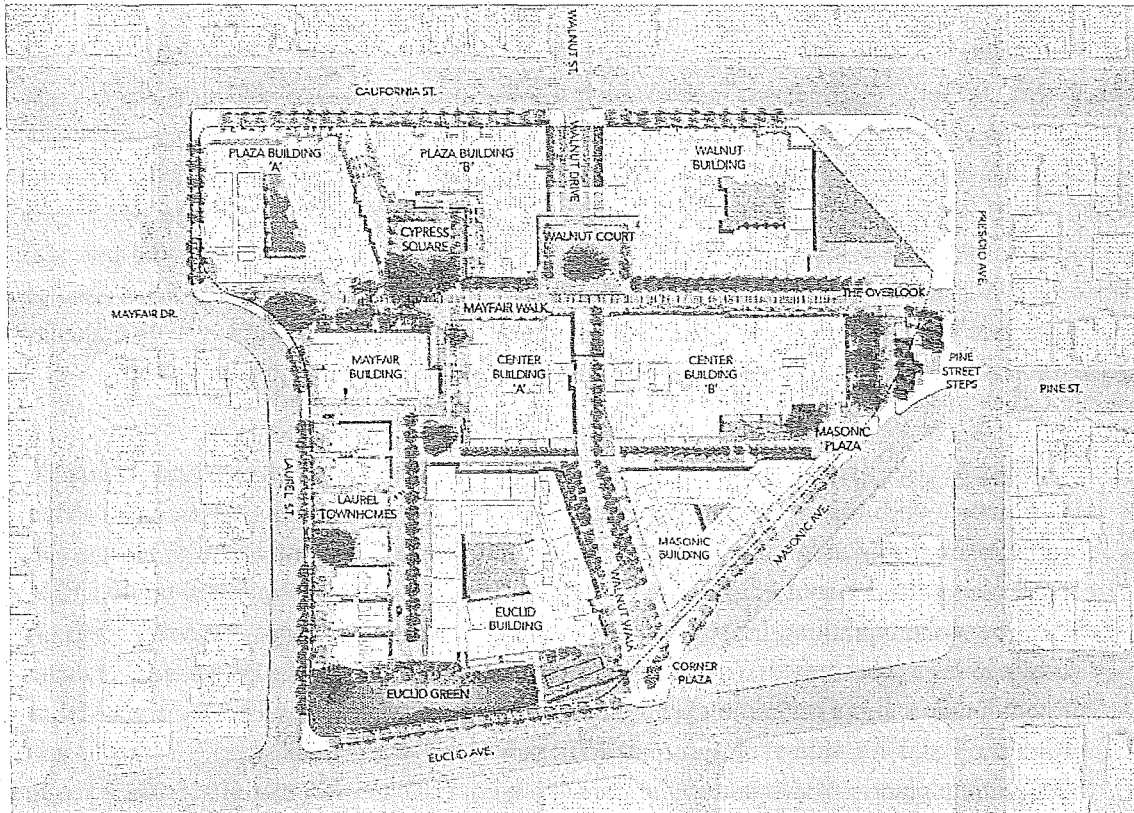 WALNUT ST.
CALIFORNIA ST.
PLAZA BUILDING
'A'
PLAZA BUILDING
'B'
WALNUT DRIVE
WALNUT
BUILDING
CYPRESS
SQUARE
WALNUT COURT
PRESIDIO AVE.
MAYFAIR DR.
MAYFAIR WALK
THE OVERLOOK
MAYFAIR
BUILDING
CENTER
BUILDING
'A'
CENTER
BUILDING
'B'
PINE
STREET
STEPS
PINE ST.
MASONIC
PLAZA
LAUREL ST.
LAUREL
TOWNHOMES
MASONIC
BUILDING
MASONIC AVE.
EUCLID
BUILDING
WALNUT WALK
CORNER
PLAZA
EUCLID GREEN
EUCLID AVE.